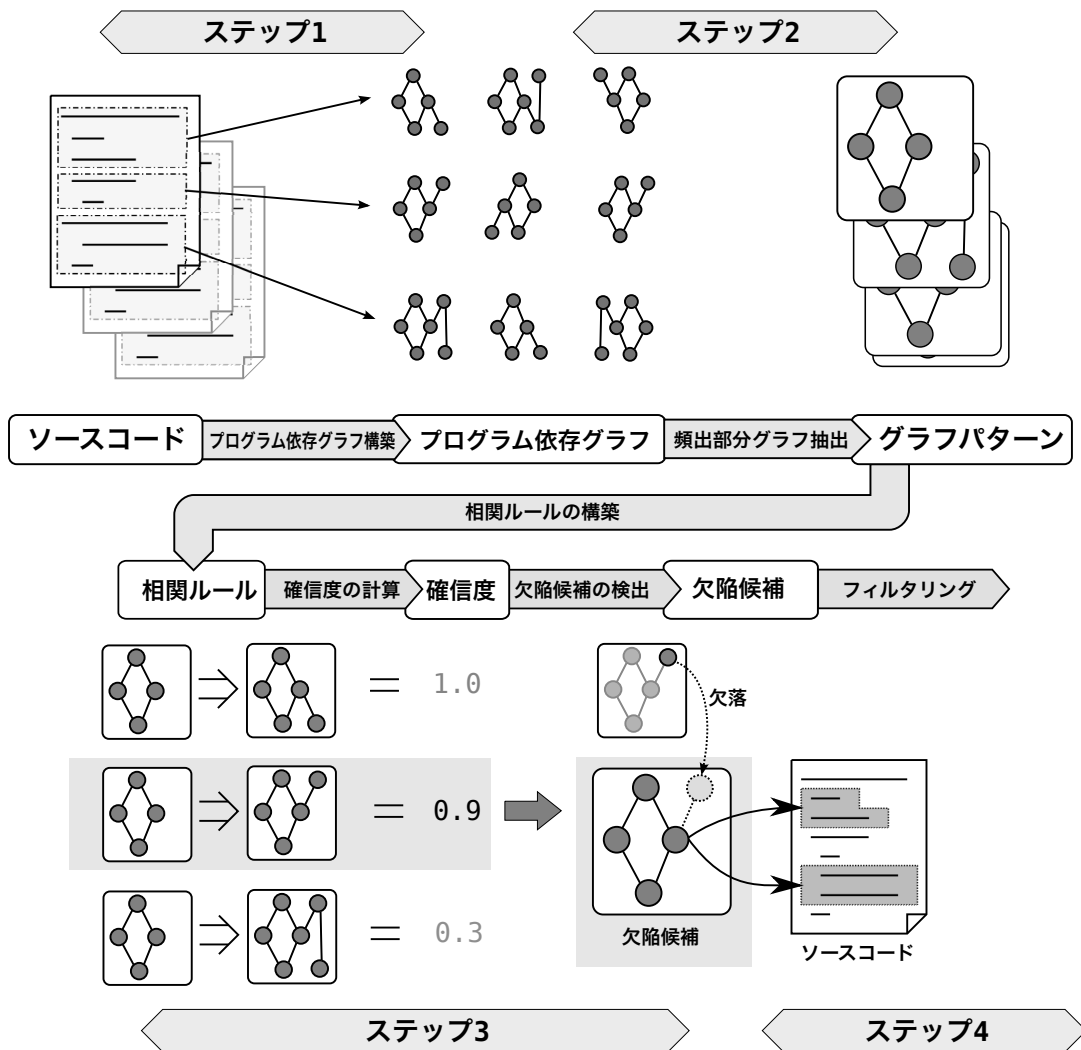 ステップ1
ステップ2
ソースコード
プログラム依存グラフ構築
プログラム依存グラフ
頻出部分グラフ抽出
グラフパターン
相関ルールの構築
相関ルール
確信度の計算
確信度
欠陥候補の検出
欠陥候補
フィルタリング
1.0
欠落
0.9
0.3
欠陥候補
ソースコード
ステップ3
ステップ4